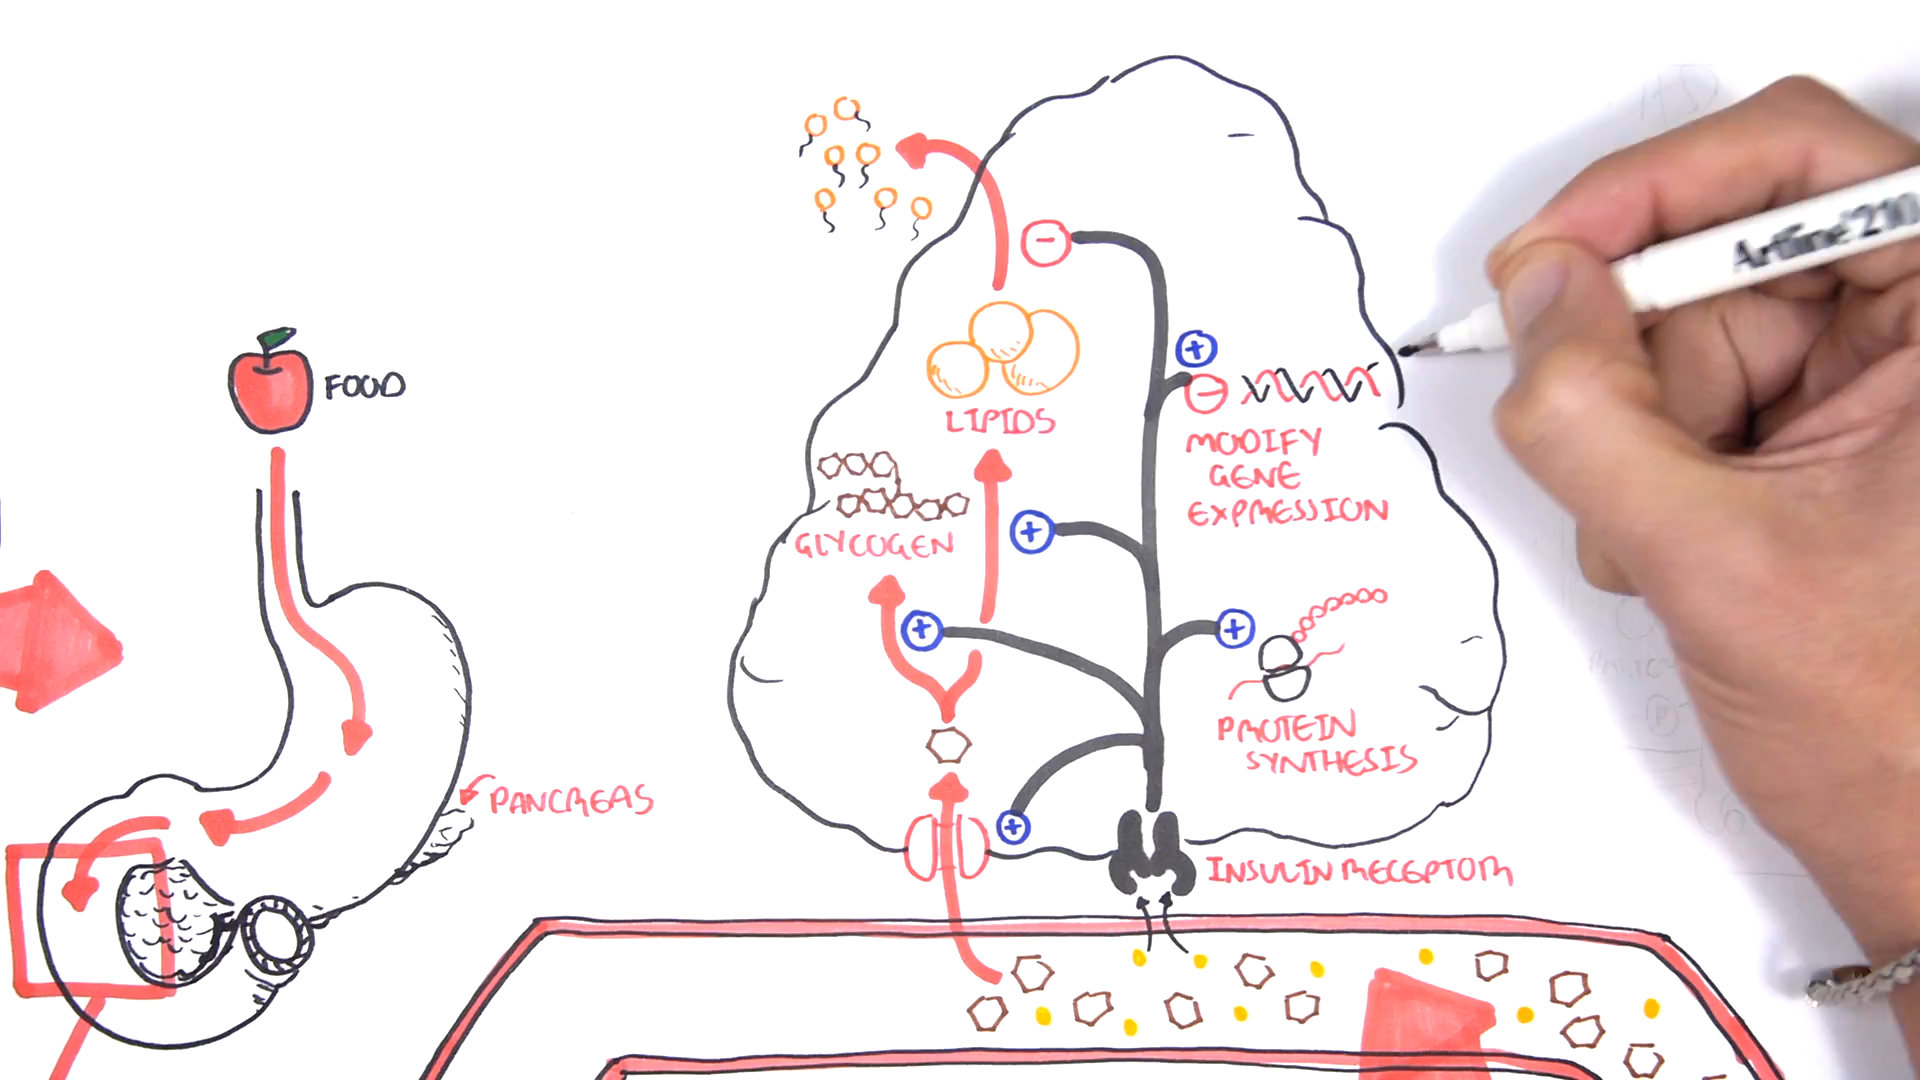 FOOD
PANCREAS
LIPIDS
GLYCOGEN
MODIFY
GENE
EXPRESSION
PROTEIN
SYNTHESIS
INSULIN RECEPTOR
Artline 210